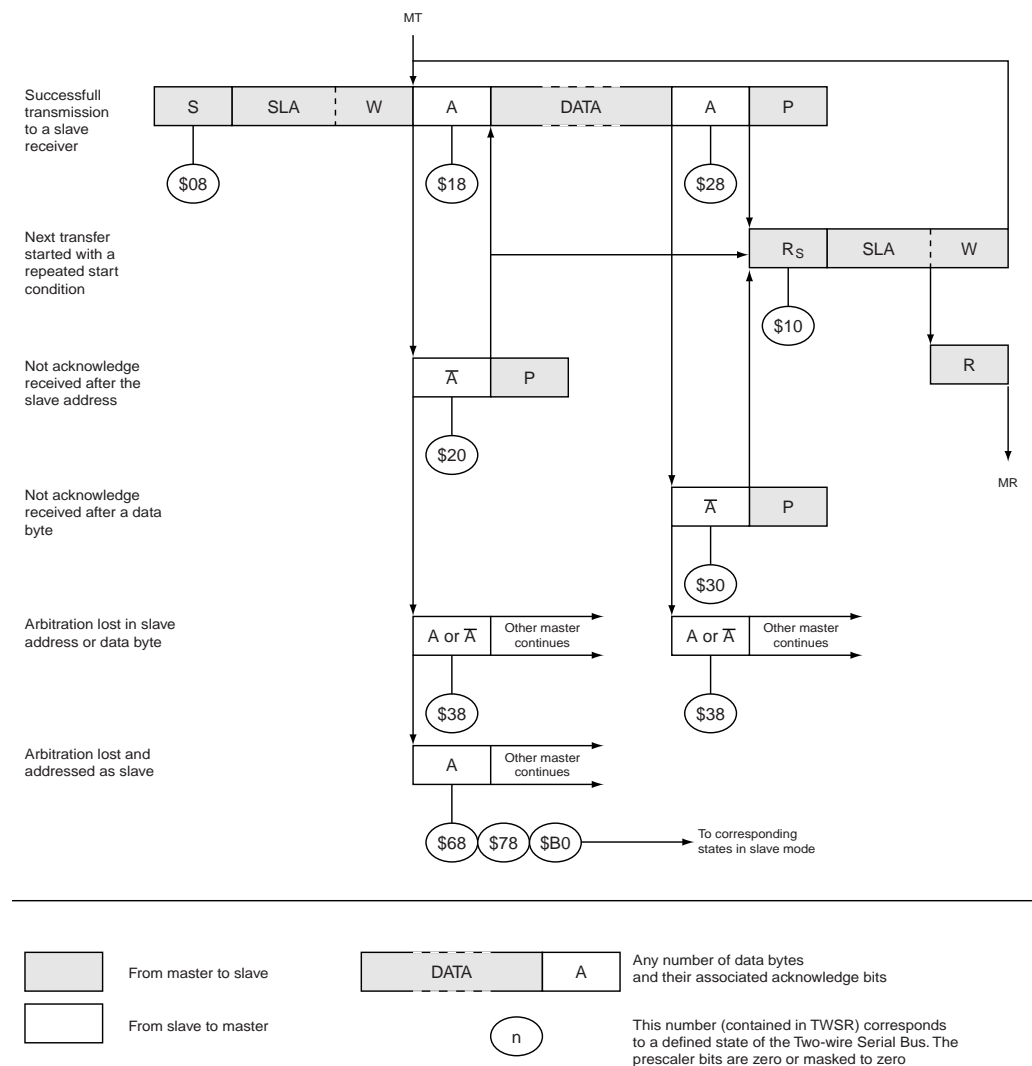 MT
Successfull
transmission
to a slave
receiver
S SLA W A DATA A P
$08 $18 $28
Next transfer
started with a
repeated start
condition
RS SLA W
$10
Not acknowledge
received after the
slave address
A̅ P
R
$20
MR
Not acknowledge
received after a data
byte
A̅ P
$30
Arbitration lost in slave
address or data byte
A or A̅ Other master
continues
A or A̅ Other master
continues
$38 $38
Arbitration lost and
addressed as slave
A Other master
continues
$68 $78 $B0
To corresponding
states in slave mode
From master to slave
DATA A
Any number of data bytes
and their associated acknowledge bits
From slave to master
n
This number (contained in TWSR) corresponds
to a defined state of the Two-wire Serial Bus. The
prescaler bits are zero or masked to zero